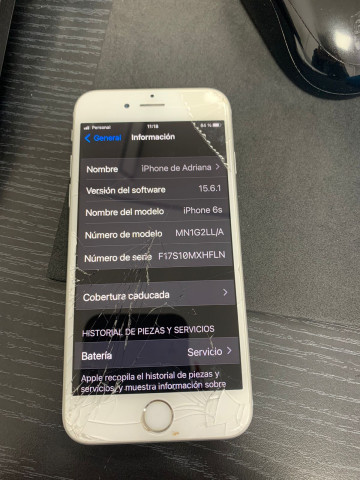 Personal 11/19 84 %
General Información
Nombre iPhone de Adriana
Versión del software 15.6.1
Nombre del modelo iPhone 6s
Número de modelo MN1G2LL/A
Número de serie F17S10MXHFLN
Cobertura caducada
HISTORIAL DE PIEZAS Y SERVICIOS
Batería Servicio
Apple recopila el historial de piezas y
servicios y muestra información sobre